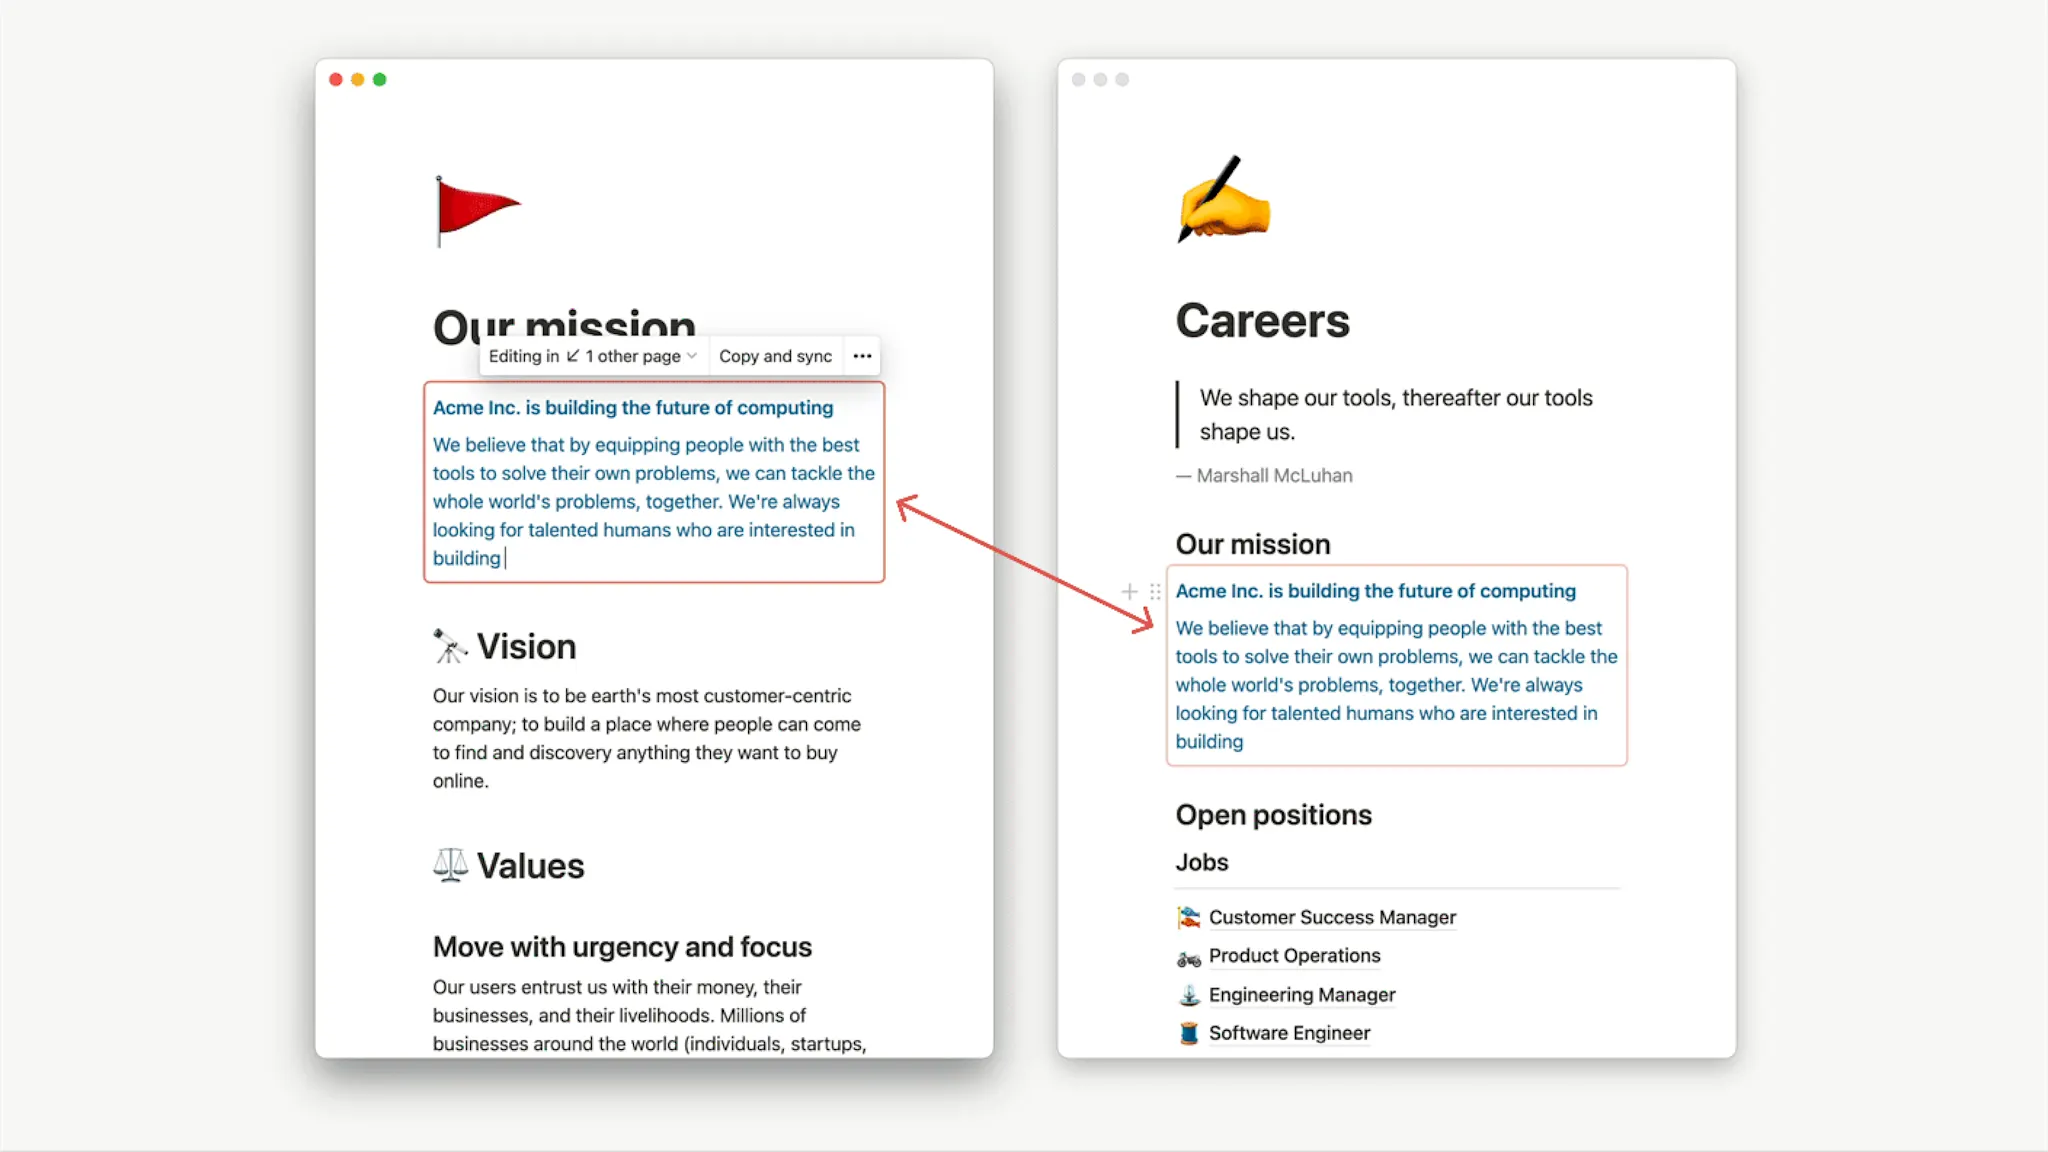 Our mission
Editing in ↙ 1 other page
Copy and sync
Acme Inc. is building the future of computing
We believe that by equipping people with the best
tools to solve their own problems, we can tackle the
whole world's problems, together. We're always
looking for talented humans who are interested in
building
Vision
Our vision is to be earth's most customer-centric
company; to build a place where people can come
to find and discovery anything they want to buy
online.
Values
Move with urgency and focus
Our users entrust us with their money, their
businesses, and their livelihoods. Millions of
businesses around the world (individuals, startups,
Careers
We shape our tools, thereafter our tools
shape us.
— Marshall McLuhan
Our mission
Acme Inc. is building the future of computing
We believe that by equipping people with the best
tools to solve their own problems, we can tackle the
whole world's problems, together. We're always
looking for talented humans who are interested in
building
Open positions
Jobs
Customer Success Manager
Product Operations
Engineering Manager
Software Engineer